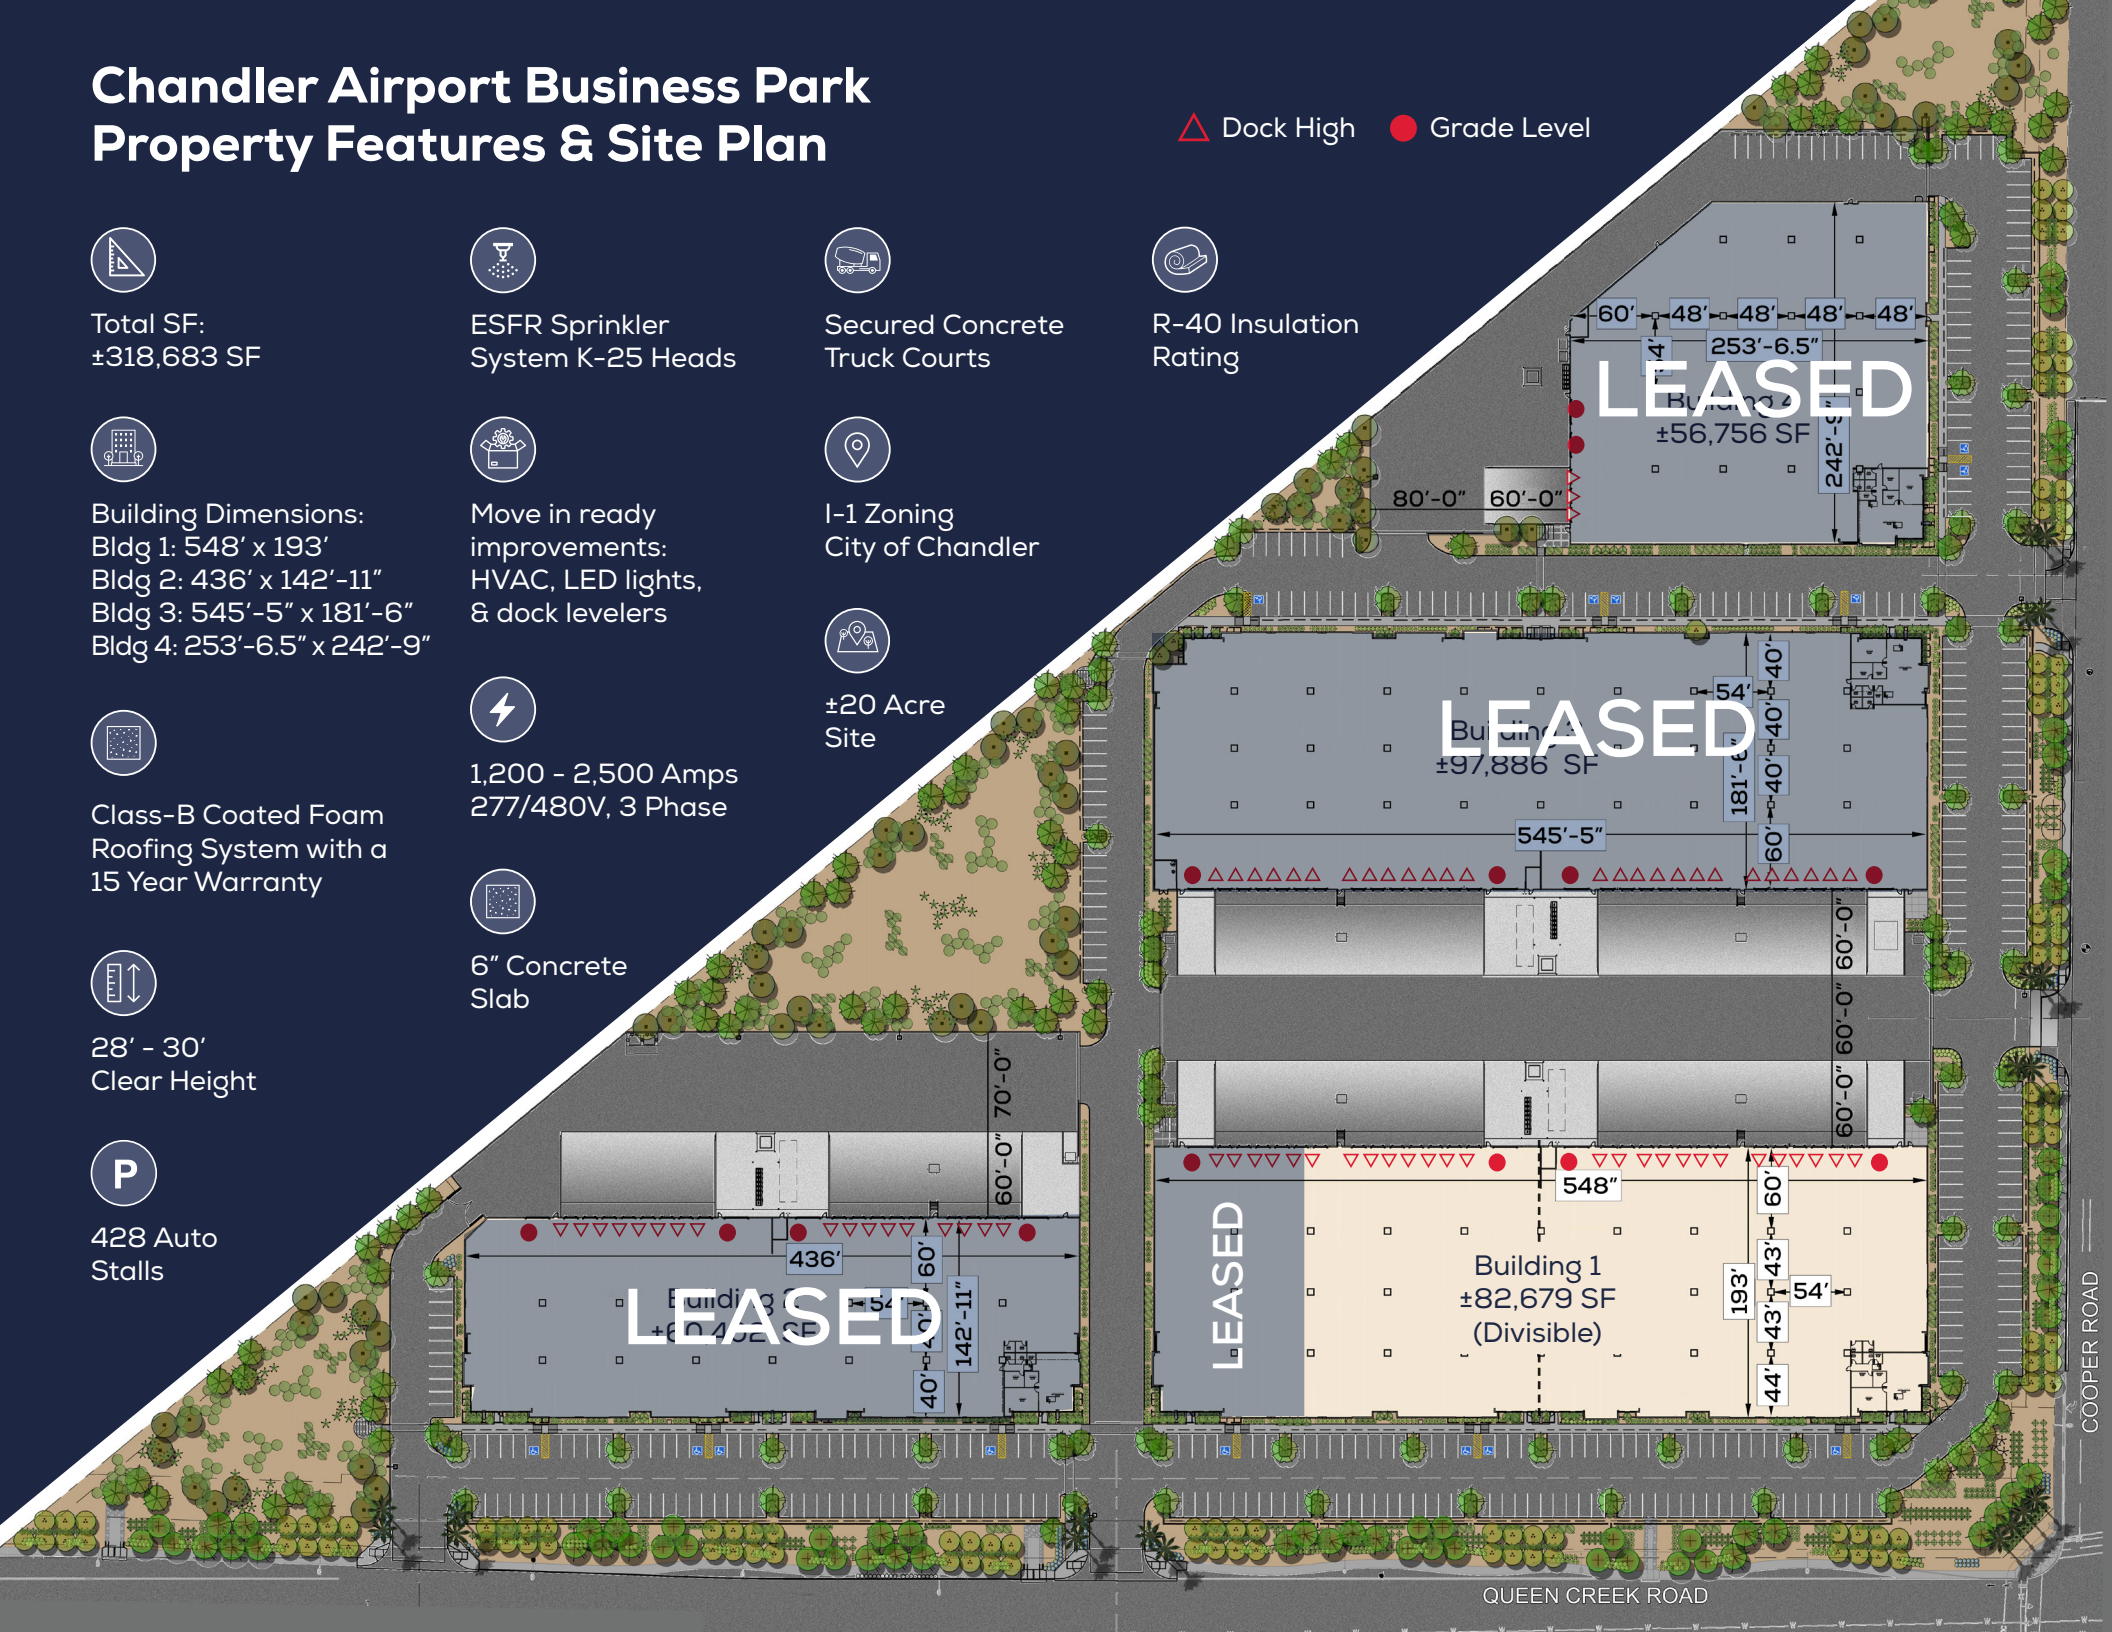 Chandler Airport Business Park
Property Features & Site Plan
Dock High
Grade Level
Total SF:
±318,683 SF
Building Dimensions:
Bldg 1: 548' x 193'
Bldg 2: 436' x 142'-11"
Bldg 3: 545'-5" x 181'-6"
Bldg 4: 253'-6.5" x 242'-9"
Class-B Coated Foam
Roofing System with a
15 Year Warranty
28' - 30'
Clear Height
P
428 Auto
Stalls
ESFR Sprinkler
System K-25 Heads
Move in ready
improvements:
HVAC, LED lights,
& dock levelers
1,200 - 2,500 Amps
277/480V, 3 Phase
6" Concrete
Slab
Secured Concrete
Truck Courts
I-1 Zoning
City of Chandler
±20 Acre
Site
R-40 Insulation
Rating
60' 48' 48' 48' 48'
253'-6.5"
LEASED
Building 4
±56,756 SF
242'-9"
80'-0" 60'-0"
40'
54'
40'
LEASED
Building
±97,886 SF
181'-6"
40'
60'
545'-5"
60'-0"
60'-0"
60'-0"
70'-0"
60'-0"
436'
60'
54'
LEASED
Building
142'-11"
40'
40'
548"
60'
LEASED
Building 1
±82,679 SF
(Divisible)
193'
43'
54'
43'
44'
COOPER ROAD
QUEEN CREEK ROAD